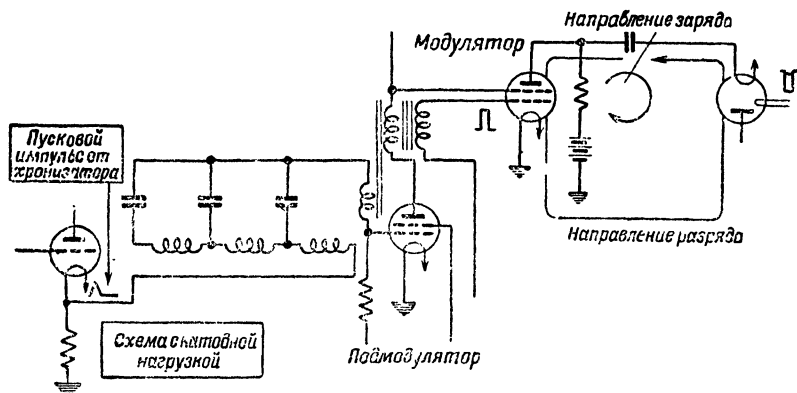 Направление заряда
Модулятор
Пусковой
импульс от
хронизатора
Направление разряда
Схема с катодной
нагрузкой
Подмодулятор